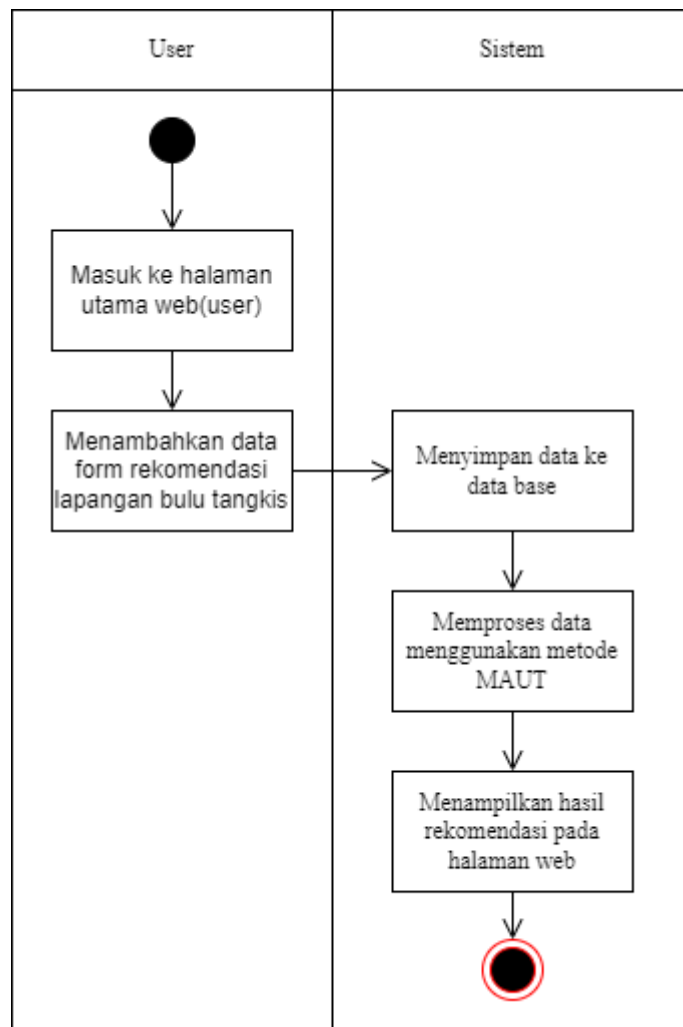 User
Sistem
Masuk ke halaman
utama web(user)
Menambahkan data
form rekomendasi
lapangan bulu tangkis
Menyimpan data ke
data base
Memproses data
menggunakan metode
MAUT
Menampilkan hasil
rekomendasi pada
halaman web